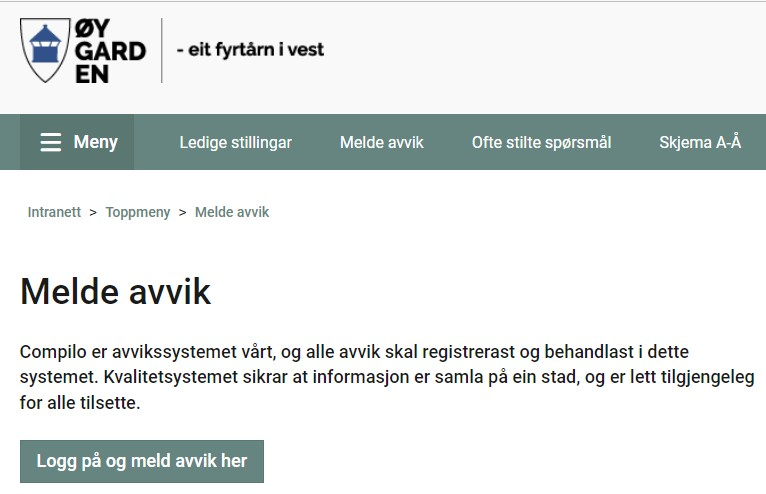 ØY
GARD
EN
- eit fyrtårn i vest
Meny
Ledige stillingar
Melde avvik
Ofte stilte spørsmål
Skjema A-Å
Intranett > Toppmeny > Melde avvik
Melde avvik
Compilo er avvikssystemet vårt, og alle avvik skal registrerast og behandlast i dette
systemet. Kvalitetsystemet sikrar at informasjon er samla på ein stad, og er lett tilgjengeleg
for alle tilsette.
Logg på og meld avvik her